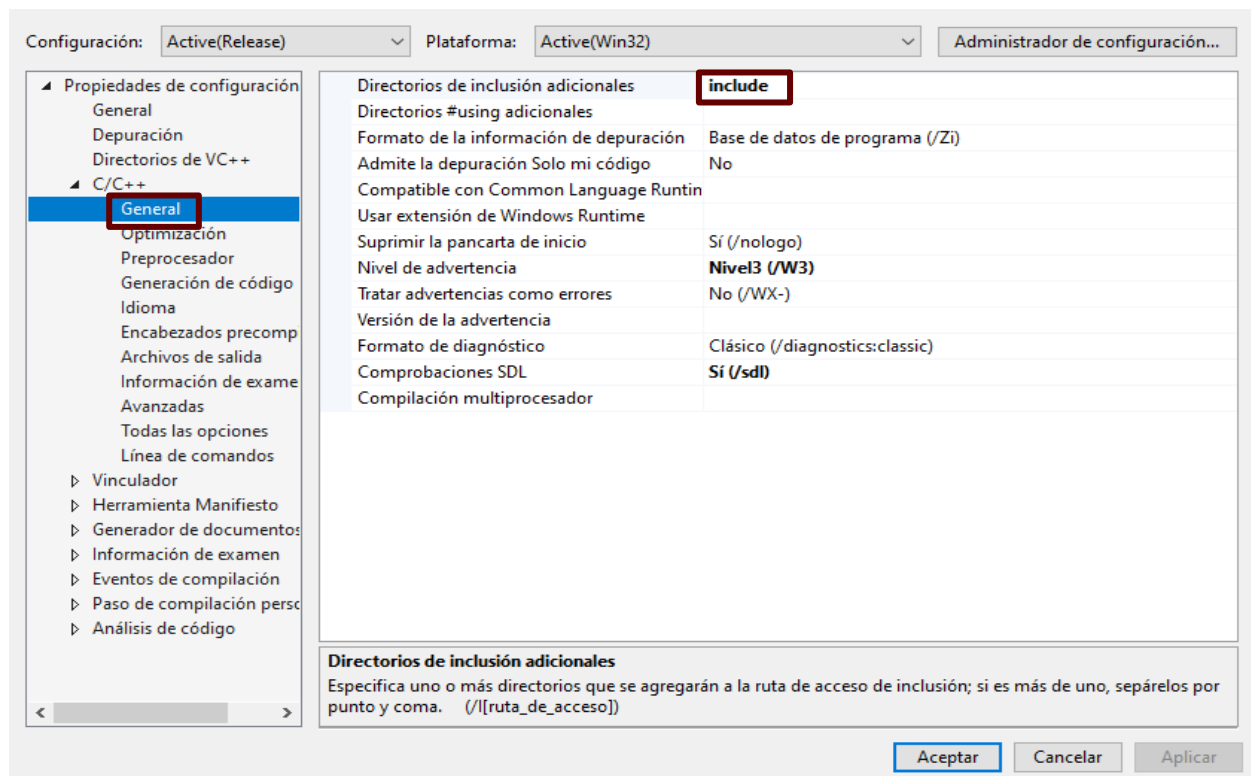 Configuración: Active(Release) Plataforma: Active(Win32) Administrador de configuración...
Propiedades de configuración
General
Depuración
Directorios de VC++
C/C++
General
Optimización
Preprocesador
Generación de código
Idioma
Encabezados precomp
Archivos de salida
Información de exame
Avanzadas
Todas las opciones
Línea de comandos
Vinculador
Herramienta Manifiesto
Generador de documentos
Información de examen
Eventos de compilación
Paso de compilación perso
Análisis de código
Directorios de inclusión adicionales include
Directorios #using adicionales
Formato de la información de depuración Base de datos de programa (/Zi)
Admite la depuración Solo mi código No
Compatible con Common Language Runtin
Usar extensión de Windows Runtime
Suprimir la pancarta de inicio Sí (/nologo)
Nivel de advertencia Nivel3 (/W3)
Tratar advertencias como errores No (/WX-)
Versión de la advertencia
Formato de diagnóstico Clásico (/diagnostics:classic)
Comprobaciones SDL Sí (/sdl)
Compilación multiprocesador
Directorios de inclusión adicionales
Especifica uno o más directorios que se agregarán a la ruta de acceso de inclusión; si es más de uno, sepárelos por
punto y coma. (/I[ruta_de_acceso])
Aceptar Cancelar Aplicar